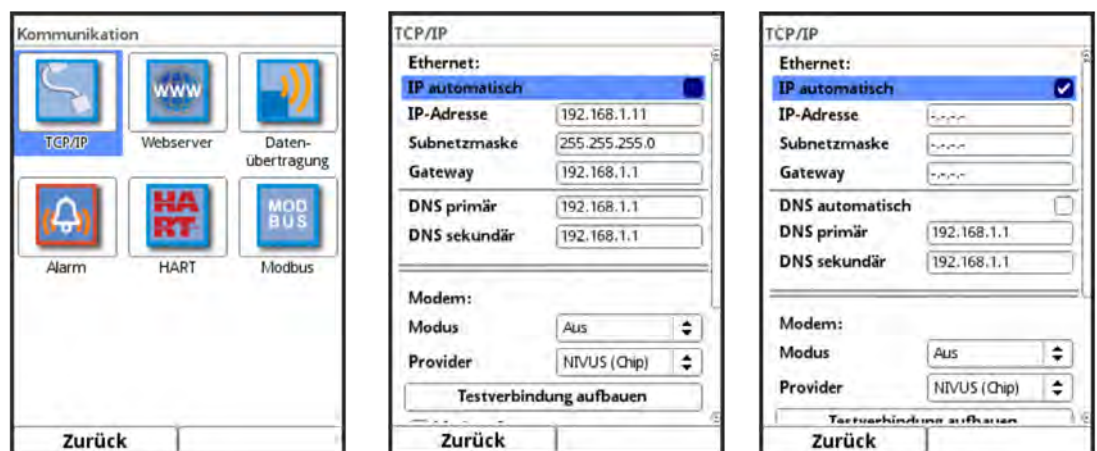 Kommunikation
WWW
TCP/IP
Webserver
Daten-
übertragung
HA
RT
MOD
BUS
Alarm
HART
Modbus
Zurück
TCP/IP
Ethernet:
IP automatisch
IP-Adresse 192.168.1.11
Subnetzmaske 255.255.255.0
Gateway 192.168.1.1
DNS primär 192.168.1.1
DNS sekundär 192.168.1.1
Modem:
Modus Aus
Provider NIVUS (Chip)
Testverbindung aufbauen
Zurück
TCP/IP
Ethernet:
IP automatisch
IP-Adresse -.-.-.-
Subnetzmaske -.-.-.-
Gateway -.-.-.-
DNS automatisch
DNS primär 192.168.1.1
DNS sekundär 192.168.1.1
Modem:
Modus Aus
Provider NIVUS (Chip)
Testverbindung aufbauen
Zurück